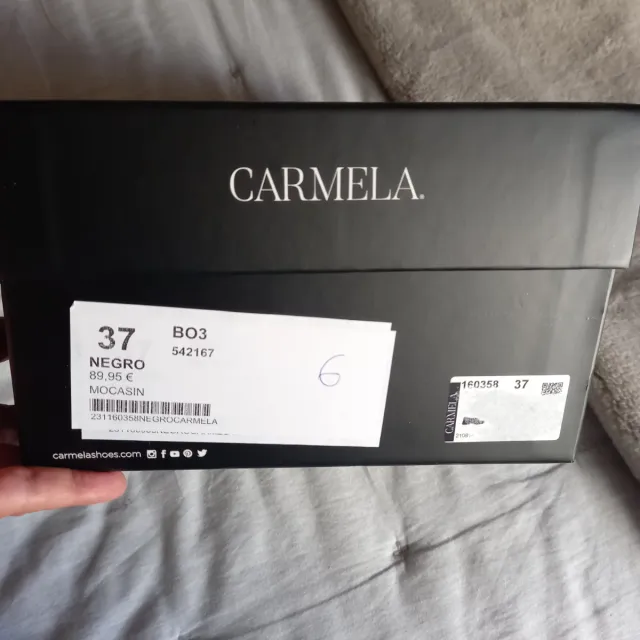 CARMELA®
37
BO3
542167
NEGRO
89,95 €
MOCASIN
231160358NEGROCARMELA
6
160358 37
CARMELA
carmelashoes.com